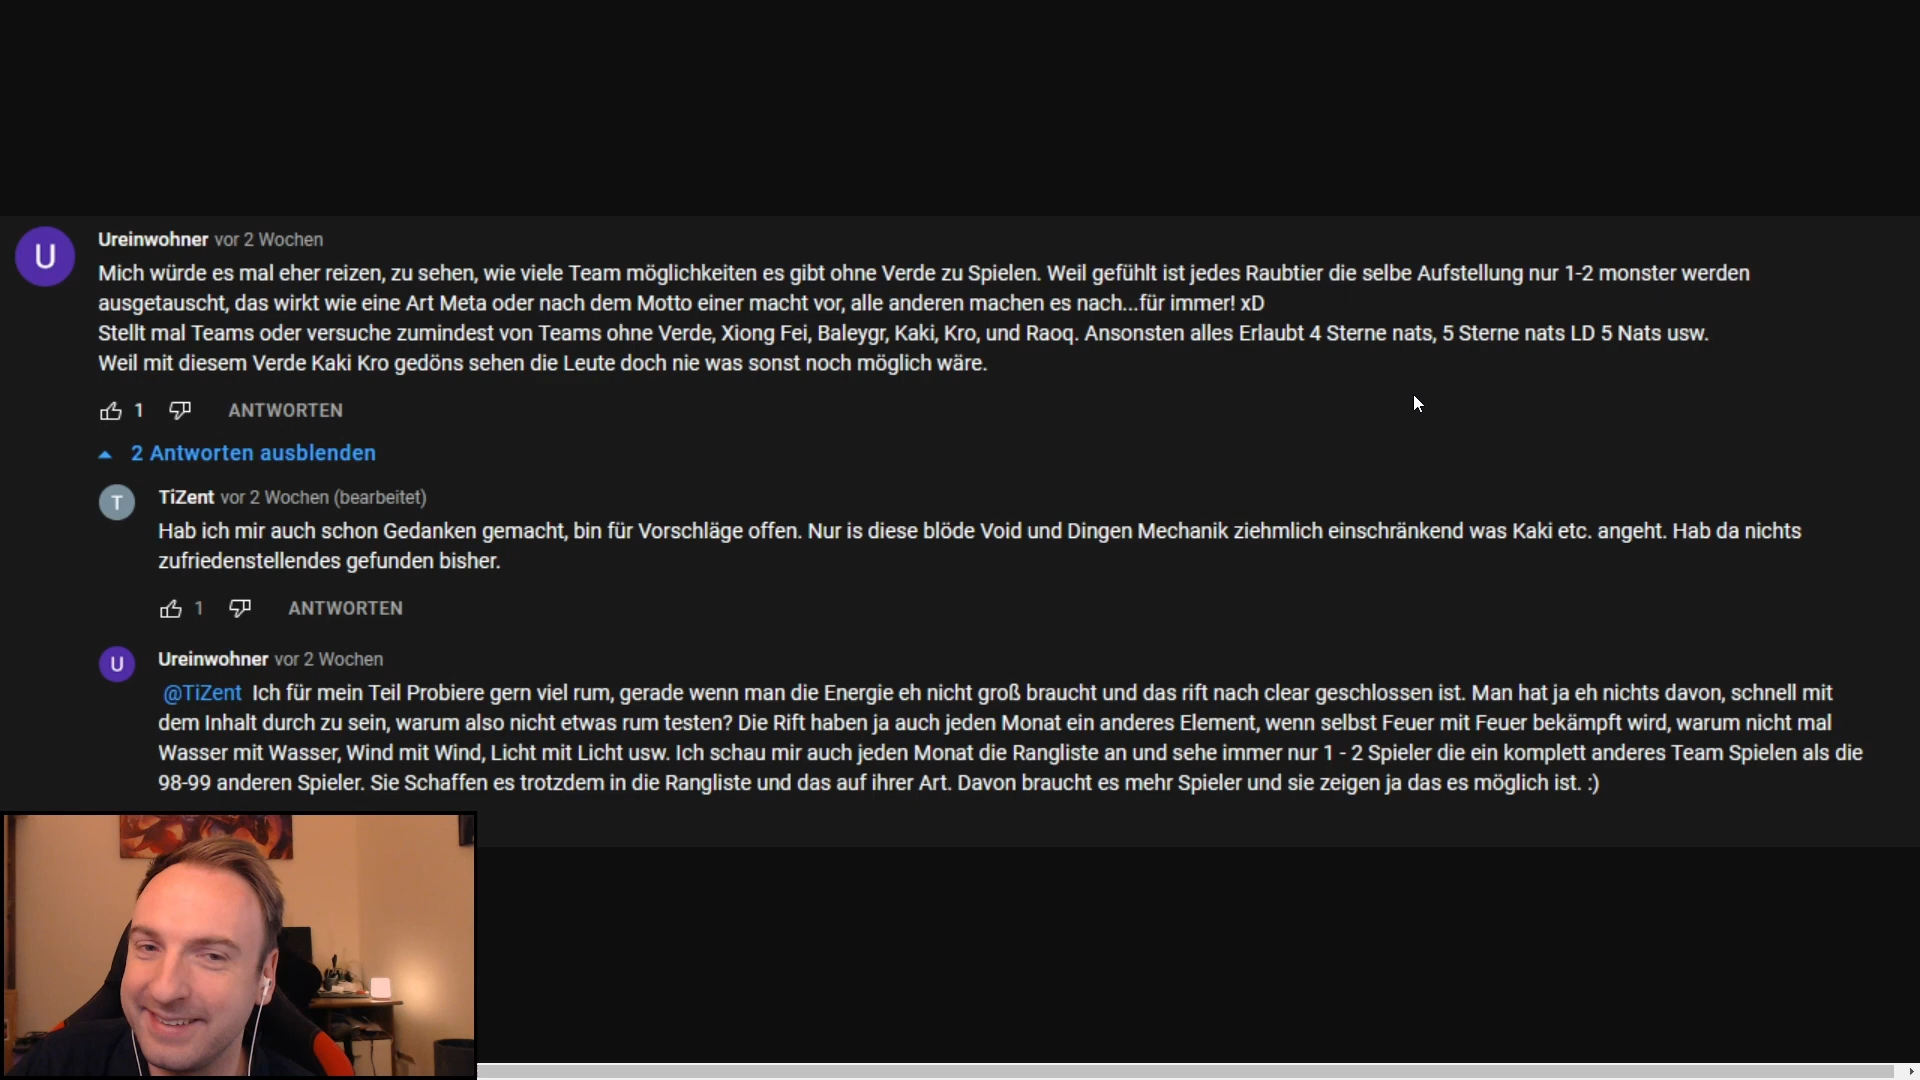 U
Ureinwohner vor 2 Wochen
Mich würde es mal eher reizen, zu sehen, wie viele Team möglichkeiten es gibt ohne Verde zu Spielen. Weil gefühlt ist jedes Raubtier die selbe Aufstellung nur 1-2 monster werden
ausgetauscht, das wirkt wie eine Art Meta oder nach dem Motto einer macht vor, alle anderen machen es nach...für immer! xD
Stellt mal Teams oder versuche zumindest von Teams ohne Verde, Xiong Fei, Baleygr, Kaki, Kro, und Raoq. Ansonsten alles Erlaubt 4 Sterne nats, 5 Sterne nats LD 5 Nats usw.
Weil mit diesem Verde Kaki Kro gedöns sehen die Leute doch nie was sonst noch möglich wäre.
1 ANTWORTEN
2 Antworten ausblenden
T
TiZent vor 2 Wochen (bearbeitet)
Hab ich mir auch schon Gedanken gemacht, bin für Vorschläge offen. Nur is diese blöde Void und Dingen Mechanik ziehmlich einschränkend was Kaki etc. angeht. Hab da nichts
zufriedenstellendes gefunden bisher.
1 ANTWORTEN
U
Ureinwohner vor 2 Wochen
@TiZent Ich für mein Teil Probiere gern viel rum, gerade wenn man die Energie eh nicht groß braucht und das rift nach clear geschlossen ist. Man hat ja eh nichts davon, schnell mit
dem Inhalt durch zu sein, warum also nicht etwas rum testen? Die Rift haben ja auch jeden Monat ein anderes Element, wenn selbst Feuer mit Feuer bekämpft wird, warum nicht mal
Wasser mit Wasser, Wind mit Wind, Licht mit Licht usw. Ich schau mir auch jeden Monat die Rangliste an und sehe immer nur 1 - 2 Spieler die ein komplett anderes Team Spielen als die
98-99 anderen Spieler. Sie Schaffen es trotzdem in die Rangliste und das auf ihrer Art. Davon braucht es mehr Spieler und sie zeigen ja das es möglich ist. :)